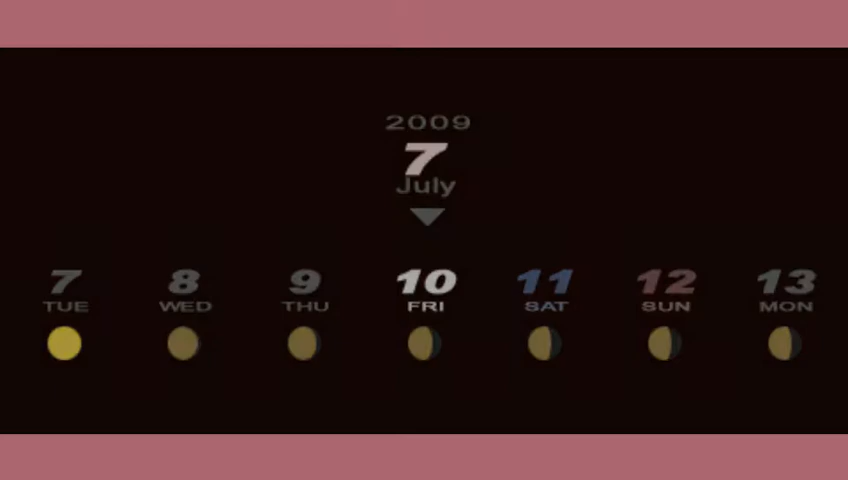 2009
7
July
7 8 9 10 11 12 13
TUE WED THU FRI SAT SUN MON